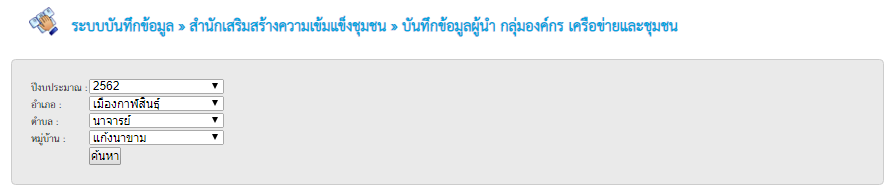 ระบบบันทึกข้อมูล » สำนักเสริมสร้างความเข้มแข็งชุมชน » บันทึกข้อมูลผู้นำ กลุ่มองค์กร เครือข่ายและชุมชน
ปีงบประมาณ : 2562
อำเภอ : เมืองกาฬสินธุ์
ตำบล : นาจารย์
หมู่บ้าน : แก้งนาขาม
ค้นหา